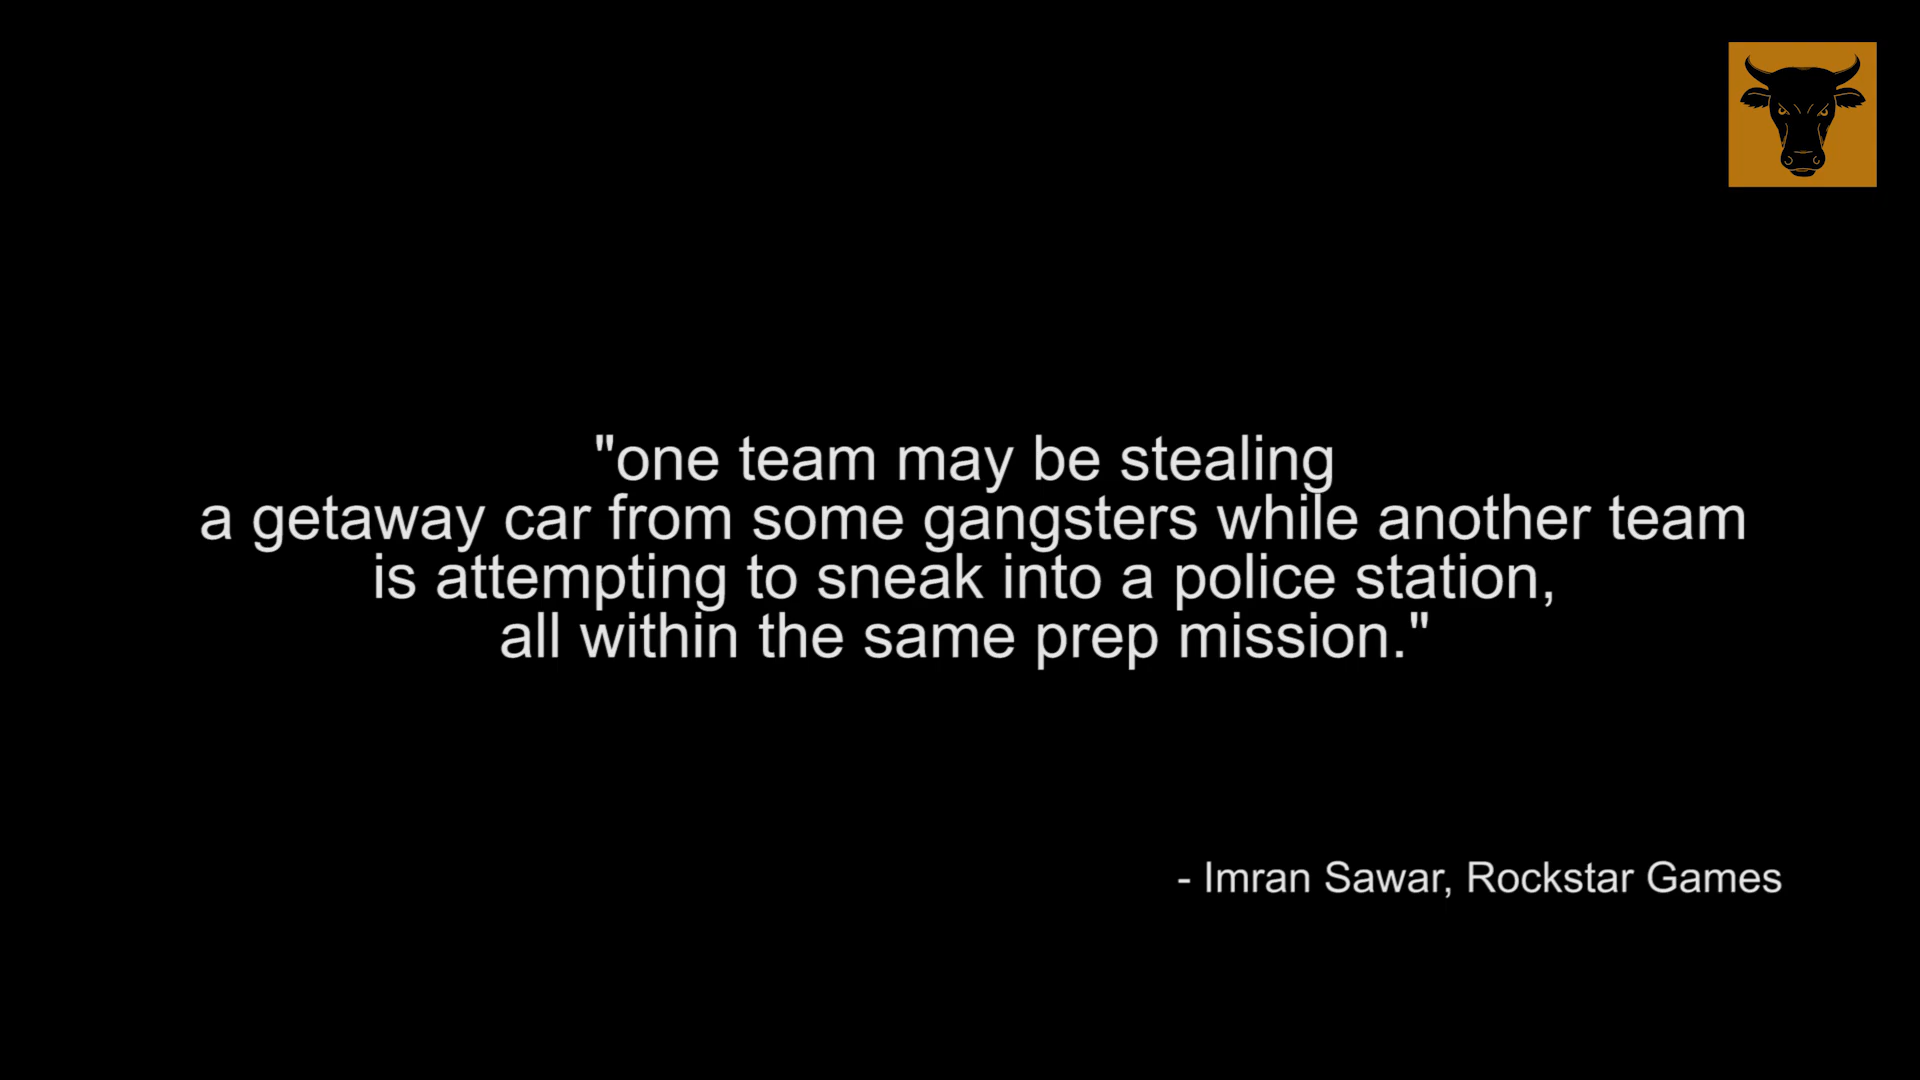 "one team may be stealing
a getaway car from some gangsters while another team
is attempting to sneak into a police station,
all within the same prep mission."
- Imran Sawar, Rockstar Games